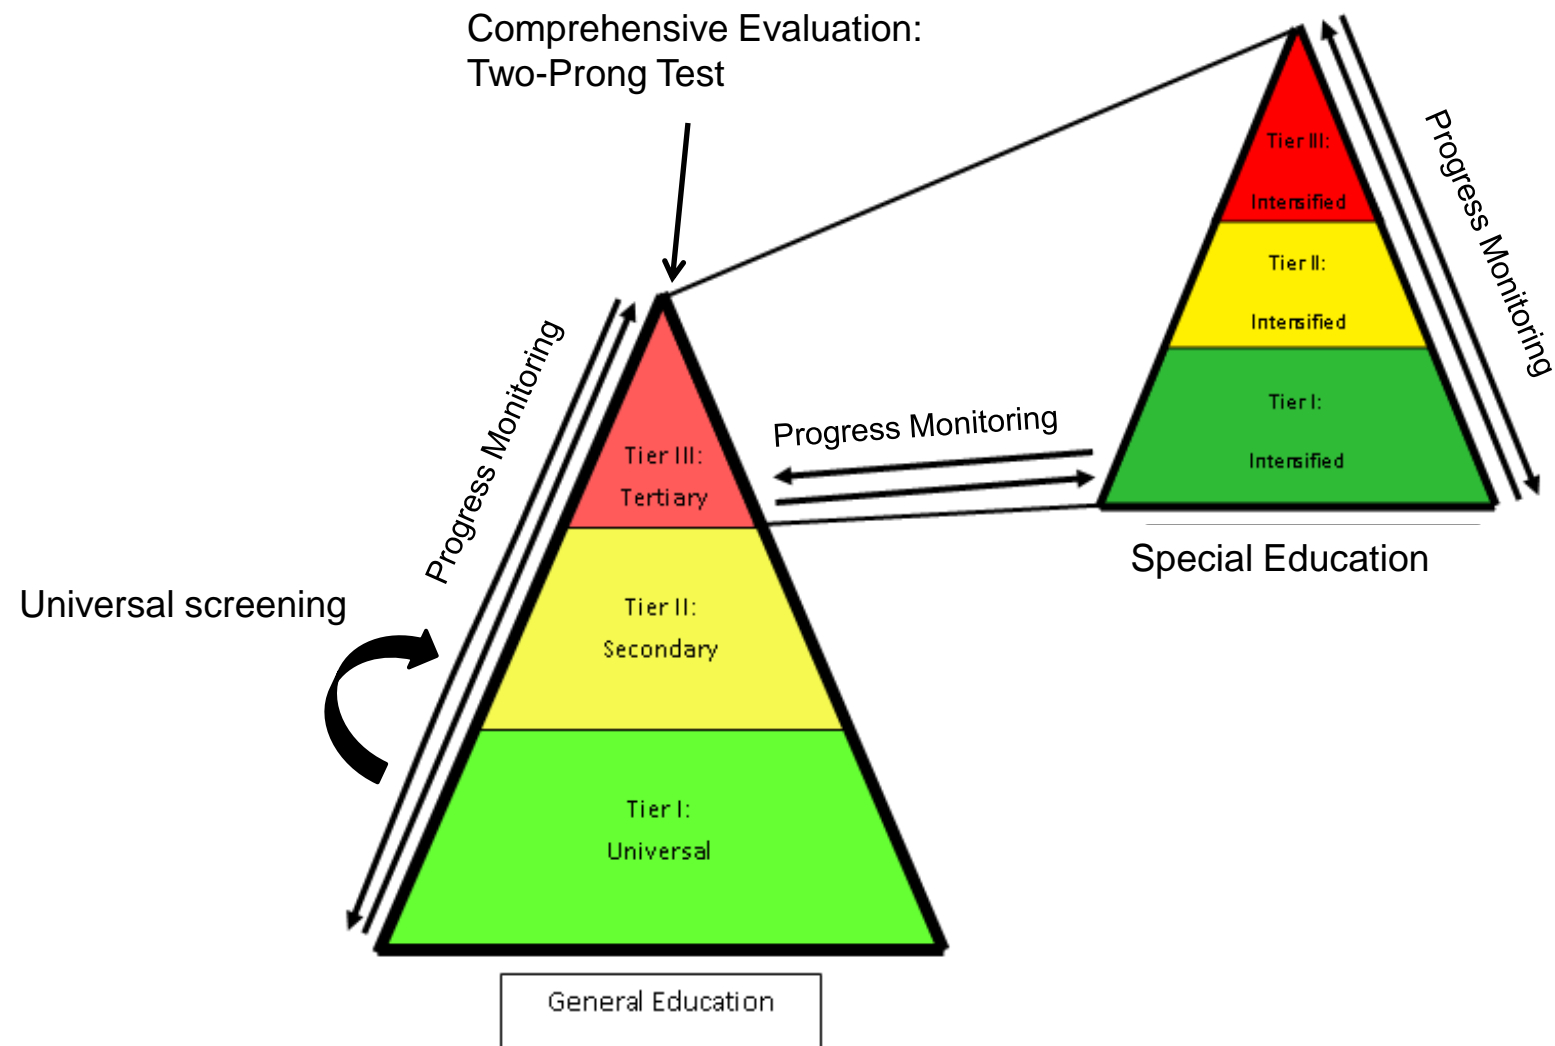 Comprehensive Evaluation:
Two-Prong Test
Tier III:
Intensified
Tier II:
Intensified
Tier I:
Intensified
Progress Monitoring
Special Education
Progress Monitoring
Progress Monitoring
Universal screening
Tier III:
Tertiary
Tier II:
Secondary
Tier I:
Universal
General Education